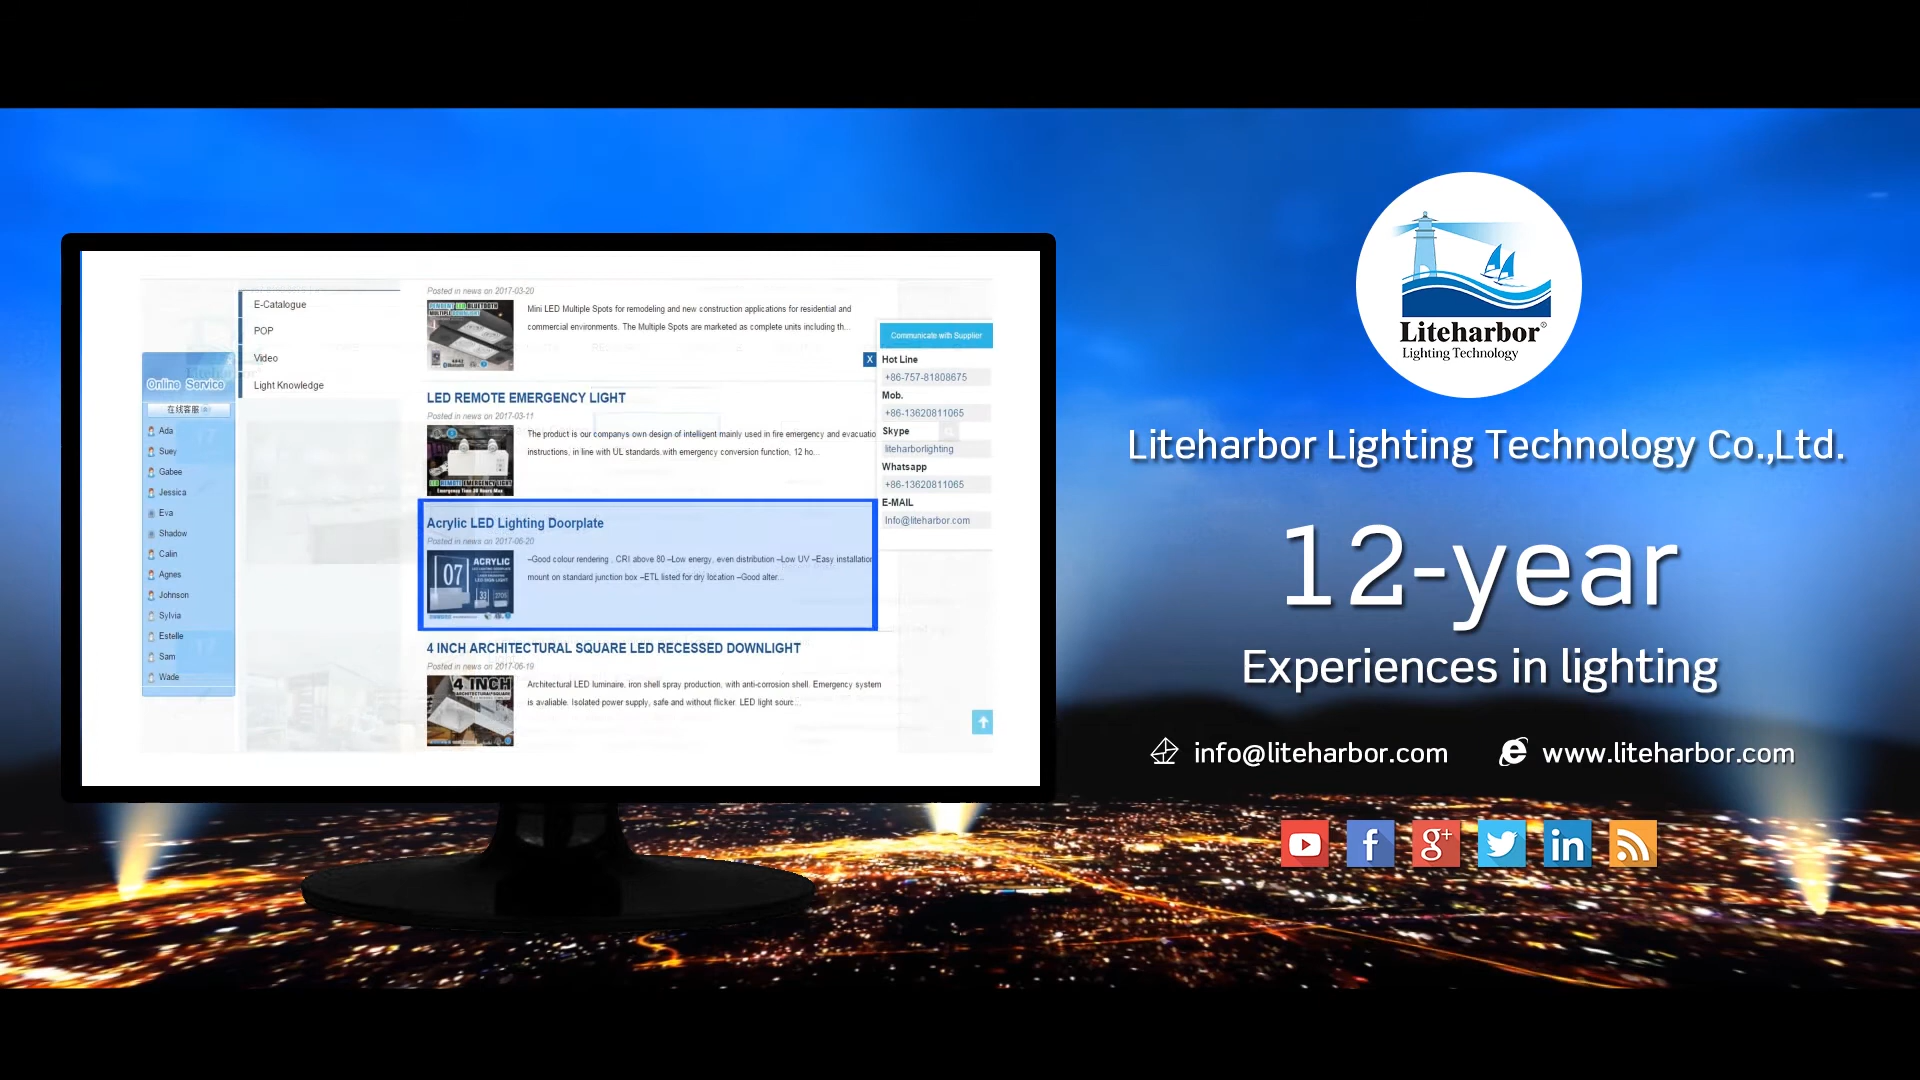 Posted in news on 2017-03-20
Mini LED Multiple Spots for remodeling and new construction applications for residential and
commercial environments. The Multiple Spots are marketed as complete units including th...
E-Catalogue
POP
Video
Light Knowledge
Online Service
在线客服
Ada
Suey
Gabee
Jessica
Eva
Shadow
Calin
Agnes
Johnson
Sylvia
Estelle
Sam
Wade
LED REMOTE EMERGENCY LIGHT
Posted in news on 2017-03-11
The product is our companys own design of intelligent mainly used in fire emergency and evacuatio
instructions, in line with UL standards.with emergency conversion function, 12 ho...
LED REMOTE EMERGENCY LIGHT
Acrylic LED Lighting Doorplate
Posted in news on 2017-06-20
–Good colour rendering , CRI above 80 –Low energy, even distribution –Low UV –Easy installation
mount on standard junction box –ETL listed for dry location –Good alter...
ACRYLIC
07
33
4 INCH ARCHITECTURAL SQUARE LED RECESSED DOWNLIGHT
Posted in news on 2017-06-19
Architectural LED luminaire, iron shell spray production, with anti-corrosion shell. Emergency system
is avaliable. Isolated power supply, safe and without flicker. LED light sourc...
4 INCH
Communicate with Supplier
X
Hot Line
+86-757-81808675
Mob.
+86-13620811065
Skype
liteharborlighting
Whatsapp
+86-13620811065
E-MAIL
Info@liteharbor.com
Liteharbor®
Lighting Technology
Liteharbor Lighting Technology Co.,Ltd.
12-year
Experiences in lighting
info@liteharbor.com
www.liteharbor.com